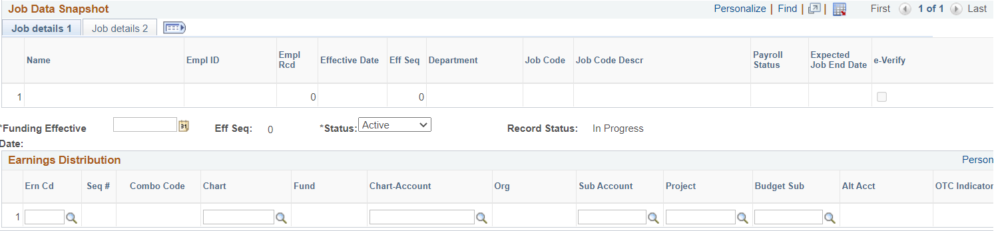 Job Data Snapshot Personalize | Find | | First 1 of 1 Last
Job details 1 Job details 2
Name Empl ID Empl Rcd Effective Date Eff Seq Department Job Code Job Code Descr Payroll Status Expected Job End Date e-Verify
1 0 0
*Funding Effective Date: 31 Eff Seq: 0 *Status: Active Record Status: In Progress
Earnings Distribution Person
Ern Cd Seq # Combo Code Chart Fund Chart-Account Org Sub Account Project Budget Sub Alt Acct OTC Indicator
1